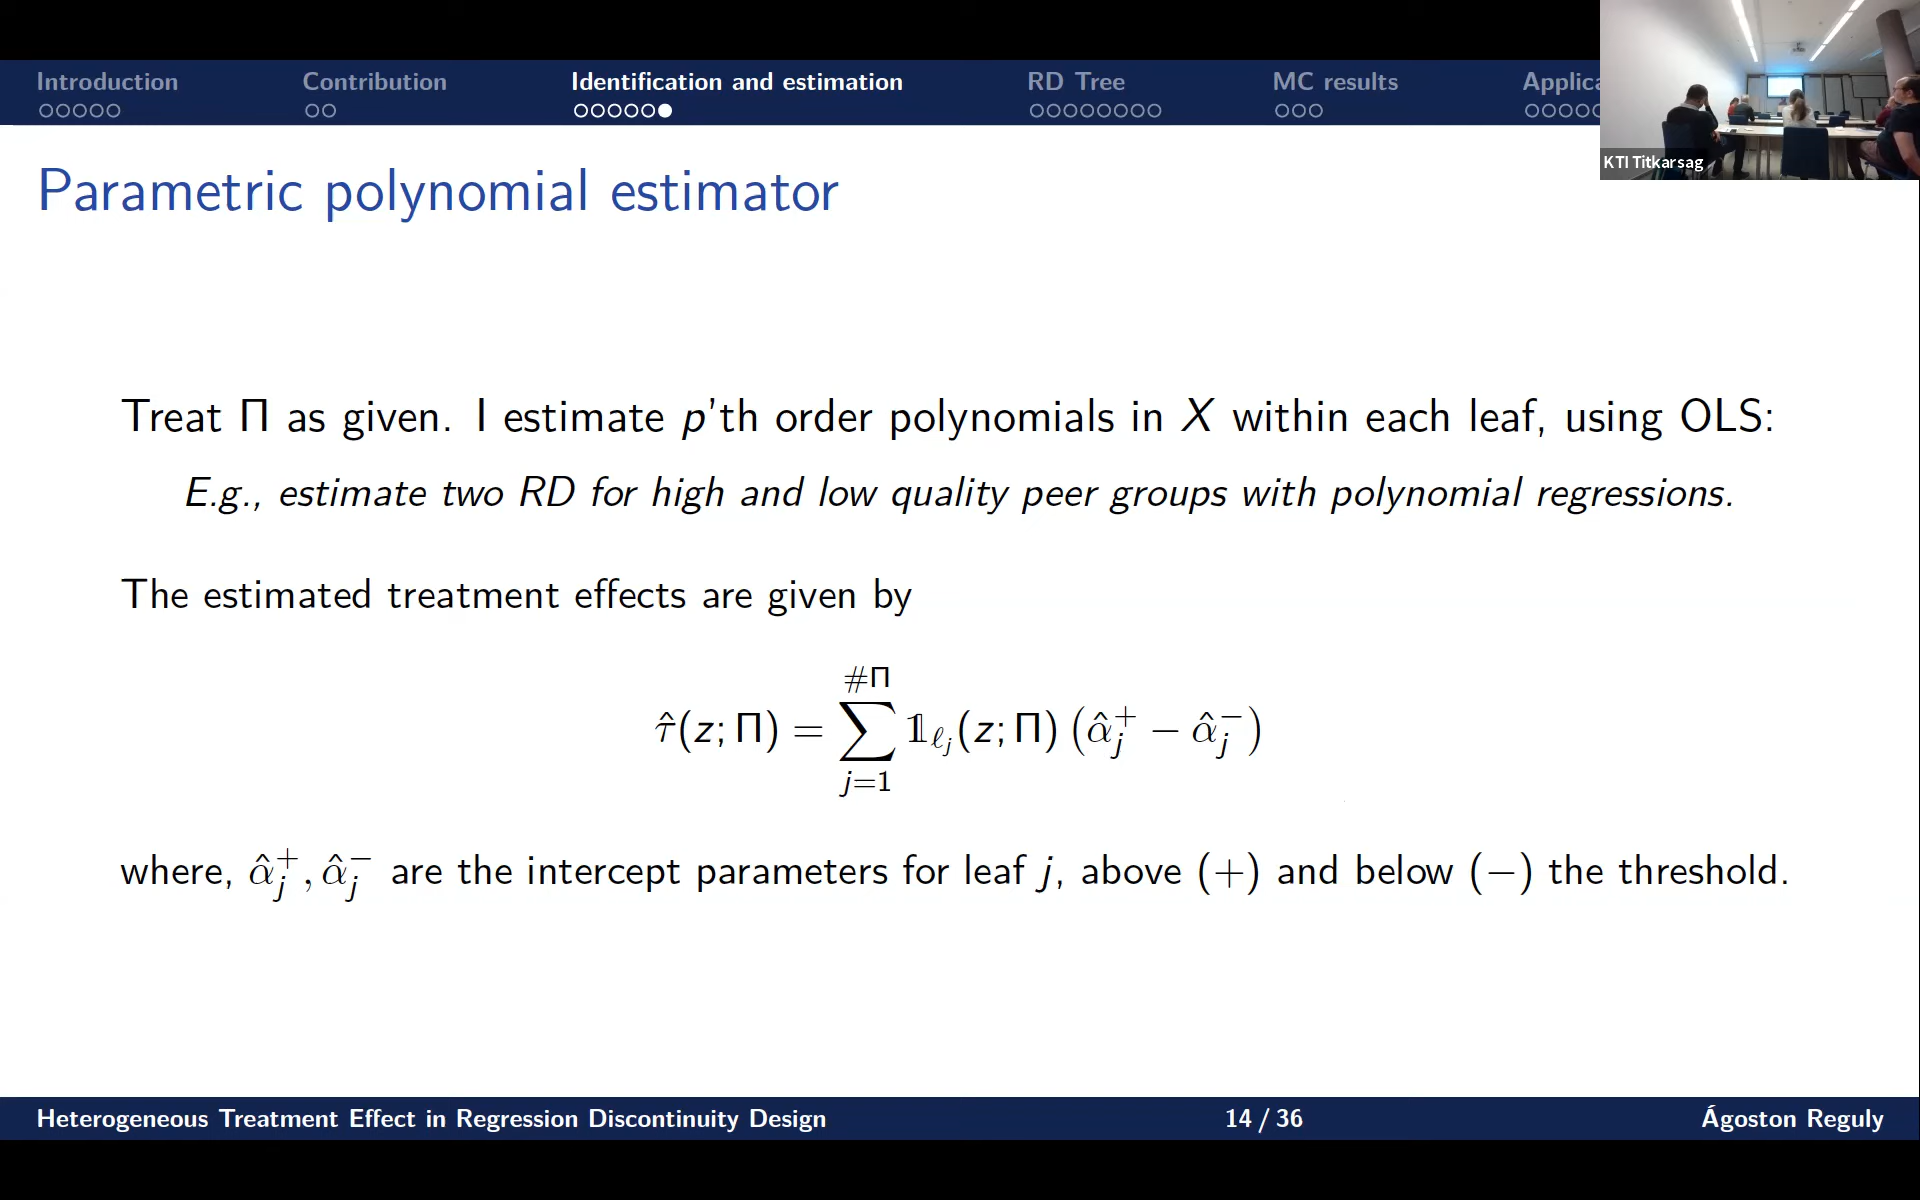 Introduction
Contribution
Identification and estimation
RD Tree
MC results
Applica
KTI Titkarsag
Parametric polynomial estimator
Treat Π as given. I estimate p'th order polynomials in X within each leaf, using OLS:
E.g., estimate two RD for high and low quality peer groups with polynomial regressions.
The estimated treatment effects are given by
τ̂(z; Π) = ∑_{j=1}^{#Π} 𝟙_{ℓ_j}(z; Π) (α̂_j^+ − α̂_j^−)
where, α̂_j^+, α̂_j^− are the intercept parameters for leaf j, above (+) and below (−) the threshold.
Heterogeneous Treatment Effect in Regression Discontinuity Design
14 / 36
Ágoston Reguly